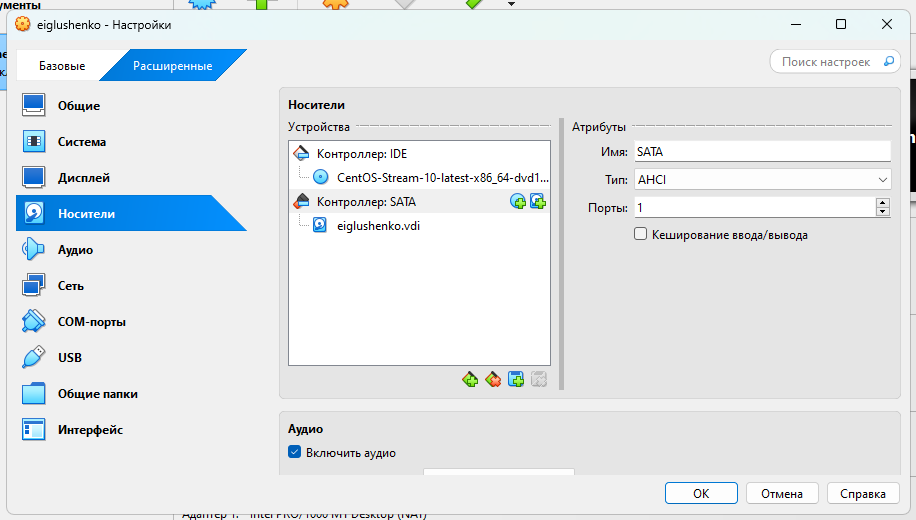 ументы
eiglushenko - Настройки
Базовые
Расширенные
Поиск настроек
Общие
Система
Дисплей
Носители
Аудио
Сеть
COM-порты
USB
Общие папки
Интерфейс
Носители
Устройства
Контроллер: IDE
CentOS-Stream-10-latest-x86_64-dvd1...
Контроллер: SATA
eiglushenko.vdi
Атрибуты
Имя: SATA
Тип: AHCI
Порты: 1
Кеширование ввода/вывода
Аудио
Включить аудио
OK
Отмена
Справка
Адаптер 1: Intel PRO/1000 MT Desktop (NAT)